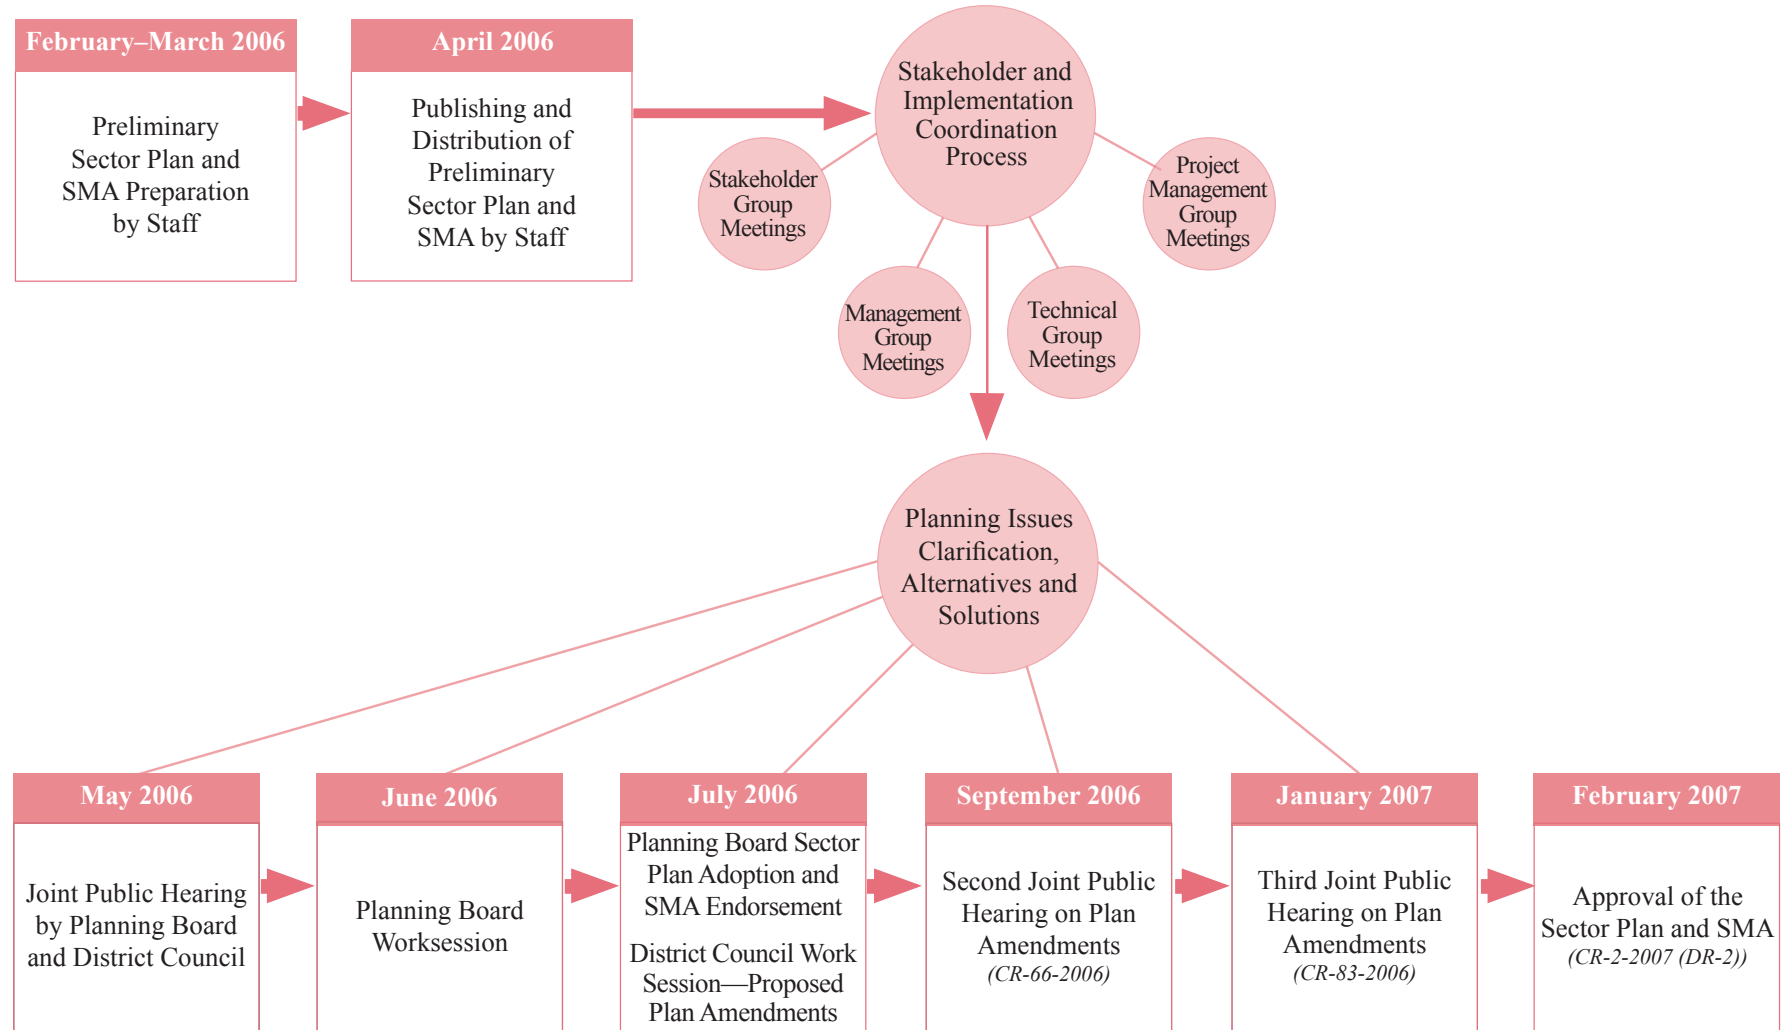 February–March 2006
Preliminary
Sector Plan and
SMA Preparation
by Staff
April 2006
Publishing and
Distribution of
Preliminary
Sector Plan and
SMA by Staff
Stakeholder and
Implementation
Coordination
Process
Stakeholder
Group
Meetings
Management
Group
Meetings
Technical
Group
Meetings
Project
Management
Group
Meetings
Planning Issues
Clarification,
Alternatives and
Solutions
May 2006
Joint Public Hearing
by Planning Board
and District Council
June 2006
Planning Board
Worksession
July 2006
Planning Board Sector
Plan Adoption and
SMA Endorsement
District Council Work
Session—Proposed
Plan Amendments
September 2006
Second Joint Public
Hearing on Plan
Amendments
(CR-66-2006)
January 2007
Third Joint Public
Hearing on Plan
Amendments
(CR-83-2006)
February 2007
Approval of the
Sector Plan and SMA
(CR-2-2007 (DR-2))